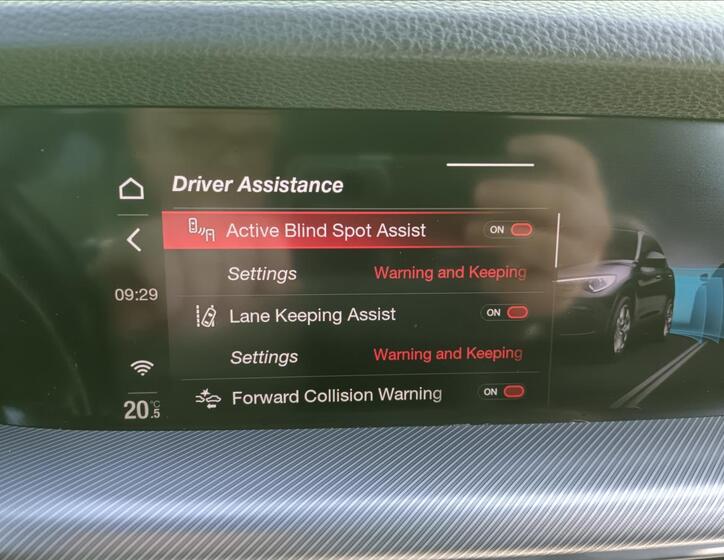 Driver Assistance
Active Blind Spot Assist ON
Settings Warning and Keeping
09:29
Lane Keeping Assist ON
Settings Warning and Keeping
Forward Collision Warning ON
20.5 °C